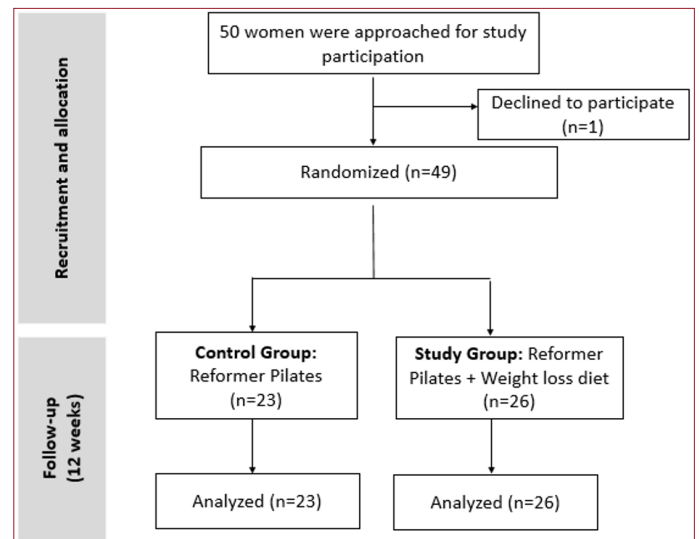 50 women were approached for study
participation
Declined to participate
(n=1)
Randomized (n=49)
Recruitment and allocation
Control Group:
Reformer Pilates
(n=23)
Study Group: Reformer
Pilates + Weight loss diet
(n=26)
Follow-up
(12 weeks)
Analyzed (n=23)
Analyzed (n=26)